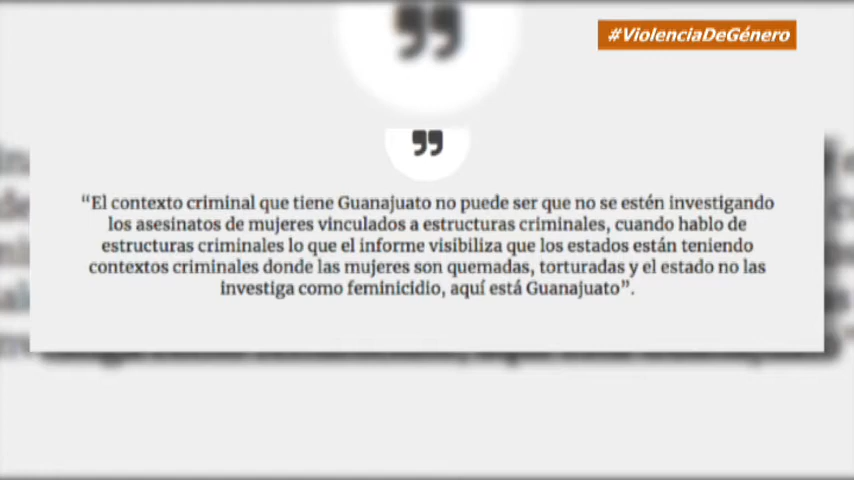 #ViolenciaDeGénero
“El contexto criminal que tiene Guanajuato no puede ser que no se estén investigando
los asesinatos de mujeres vinculados a estructuras criminales, cuando hablo de
estructuras criminales lo que el informe visibiliza que los estados están teniendo
contextos criminales donde las mujeres son quemadas, torturadas y el estado no las
investiga como feminicidio, aquí está Guanajuato”.